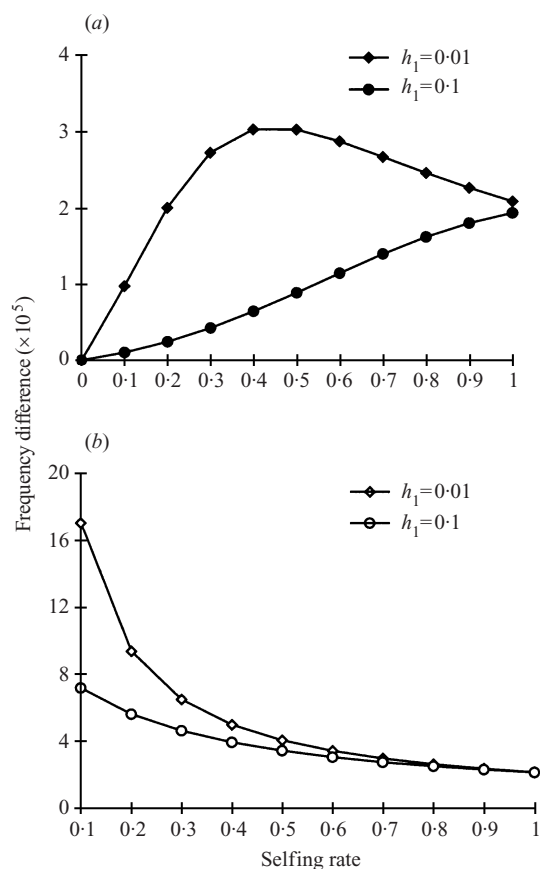 (a)
4
3
2
1
0
h₁=0·01
h₁=0·1
0 0·1 0·2 0·3 0·4 0·5 0·6 0·7 0·8 0·9 1
Frequency difference (×10⁵)
(b)
20
16
12
8
4
0
h₁=0·01
h₁=0·1
0·1 0·2 0·3 0·4 0·5 0·6 0·7 0·8 0·9 1
Selfing rate